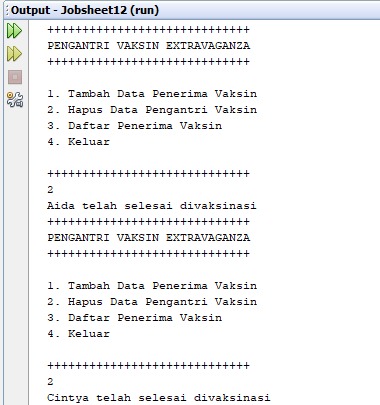 Output - Jobsheet12 (run)
++++++++++++++++++++++++++++++
PENGANTRI VAKSIN EXTRAVAGANZA
++++++++++++++++++++++++++++++
1. Tambah Data Penerima Vaksin
2. Hapus Data Pengantri Vaksin
3. Daftar Penerima Vaksin
4. Keluar
++++++++++++++++++++++++++++++
2
Aida telah selesai divaksinasi
++++++++++++++++++++++++++++++
PENGANTRI VAKSIN EXTRAVAGANZA
++++++++++++++++++++++++++++++
1. Tambah Data Penerima Vaksin
2. Hapus Data Pengantri Vaksin
3. Daftar Penerima Vaksin
4. Keluar
++++++++++++++++++++++++++++++
2
Cintya telah selesai divaksinasi